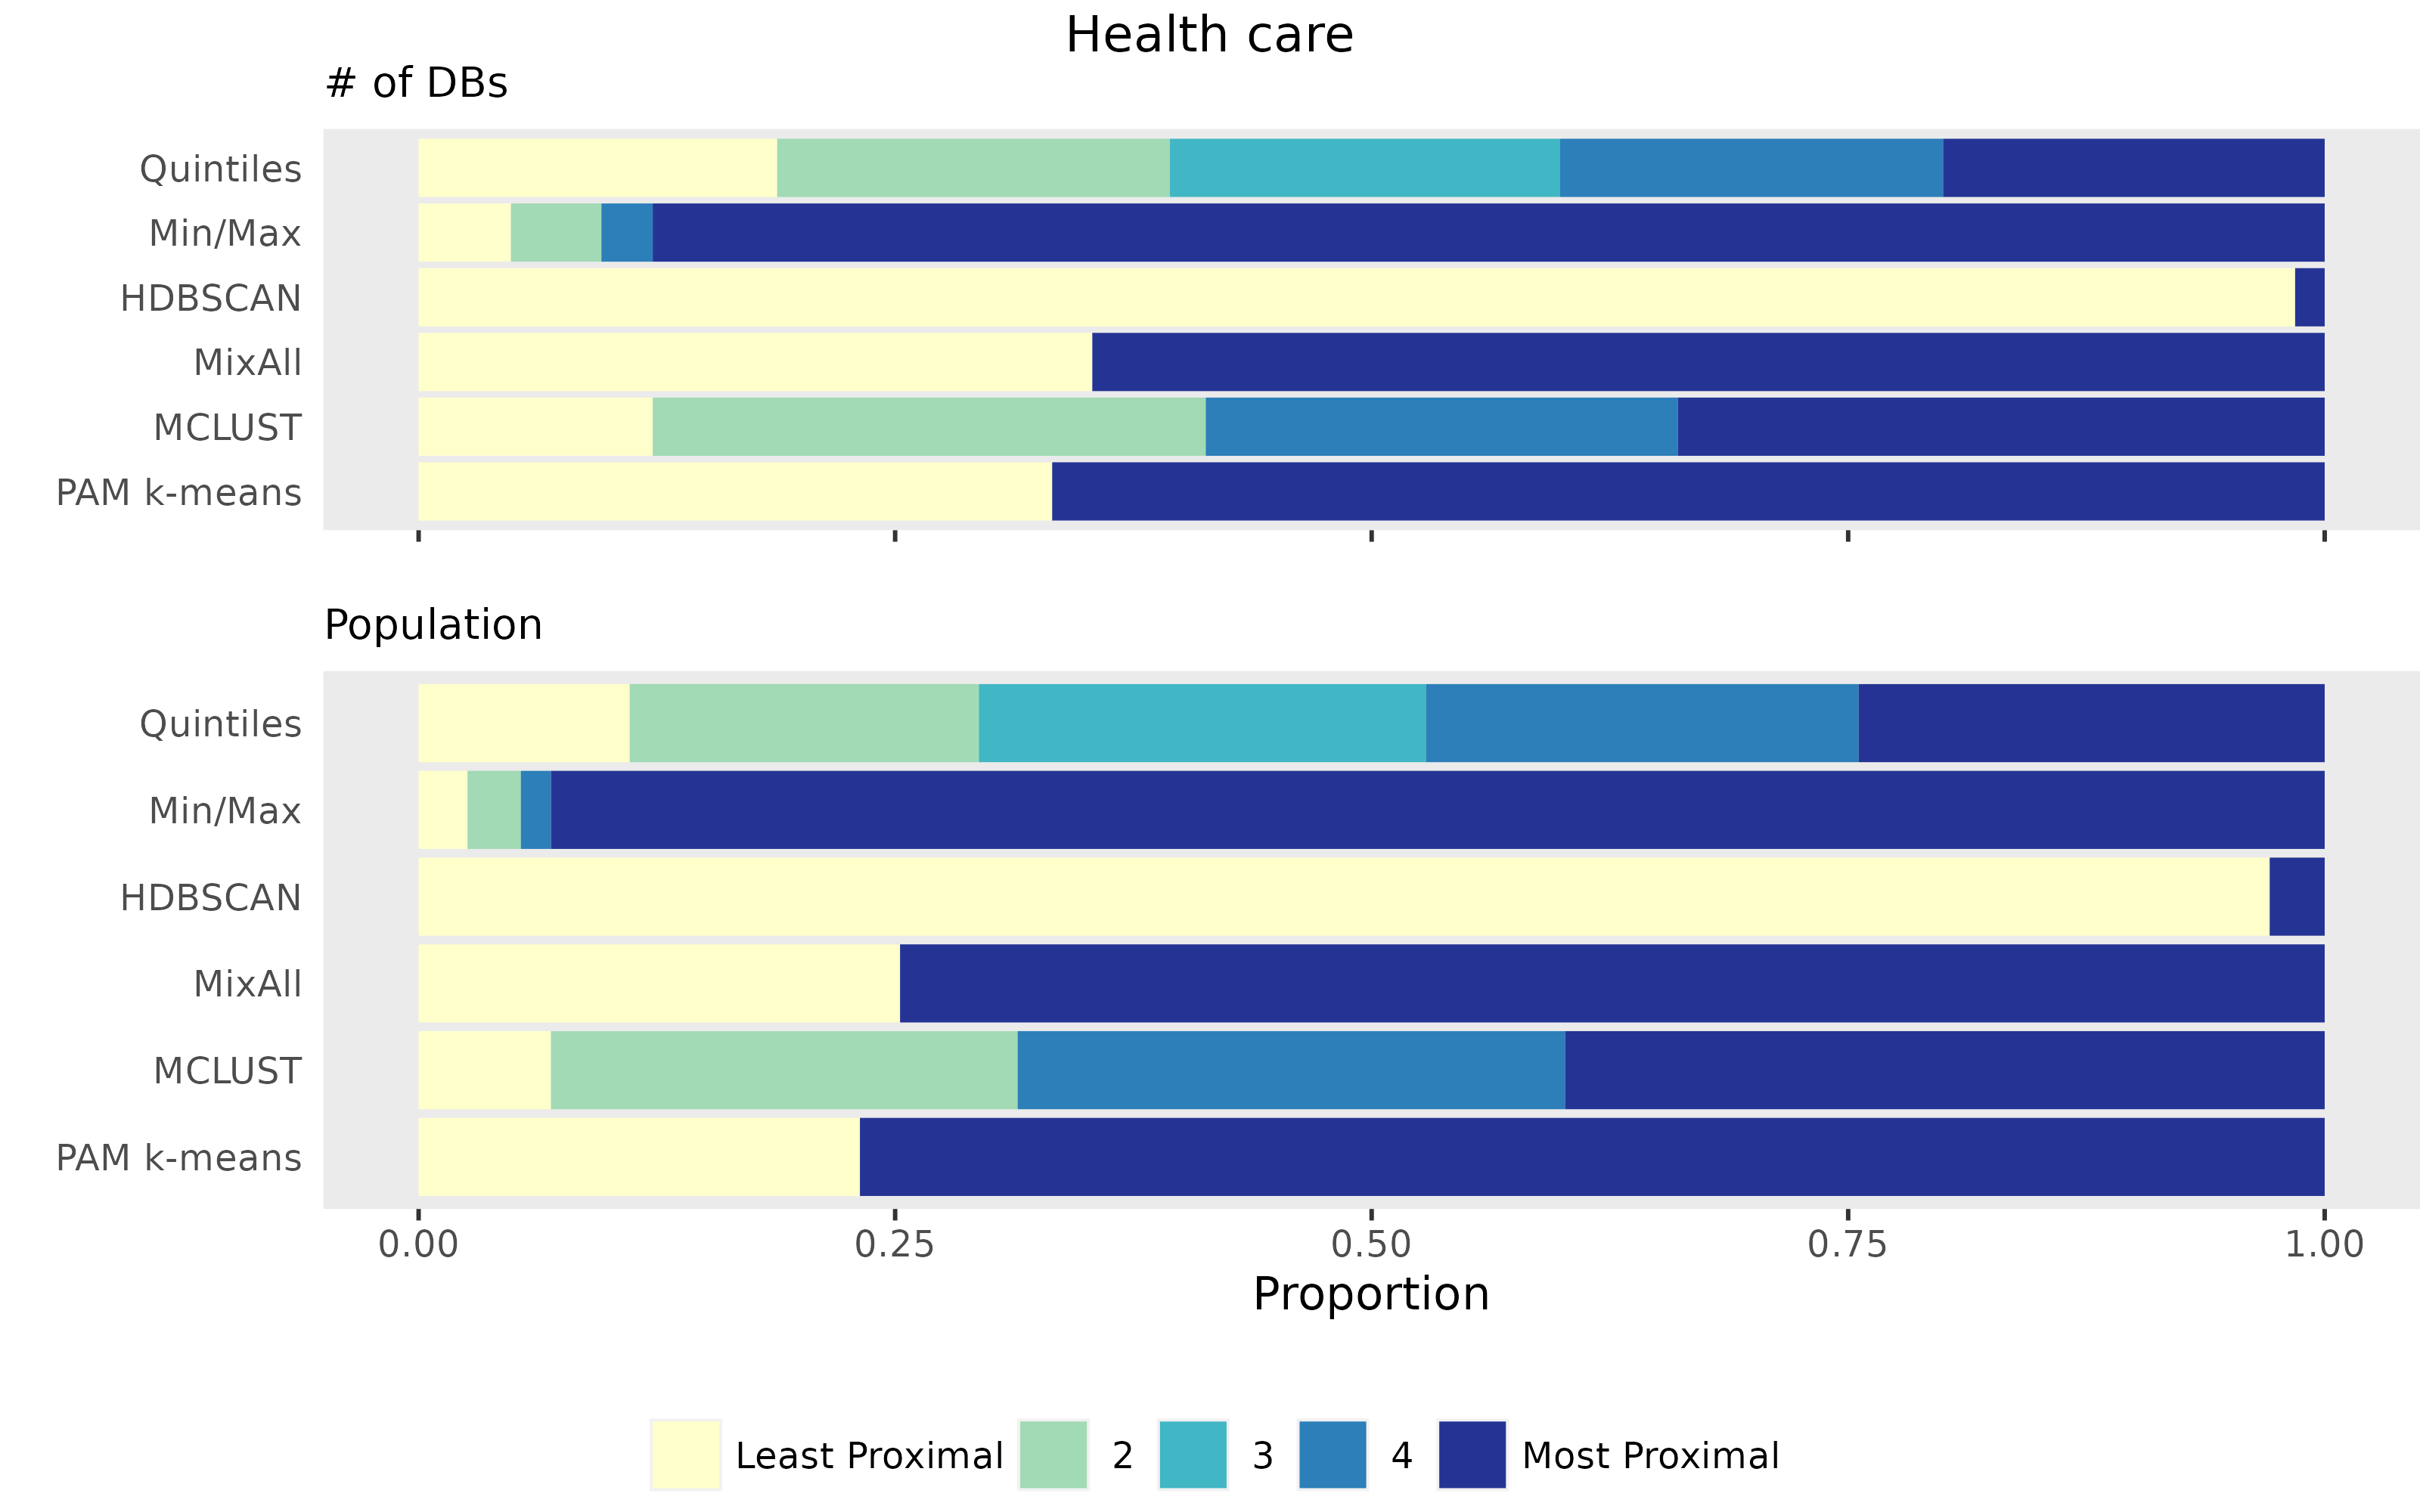 Health care
# of DBs
Quintiles
Min/Max
HDBSCAN
MixAll
MCLUST
PAM k-means
Population
Quintiles
Min/Max
HDBSCAN
MixAll
MCLUST
PAM k-means
0.00 0.25 0.50 0.75 1.00
Proportion
Least Proximal 2 3 4 Most Proximal